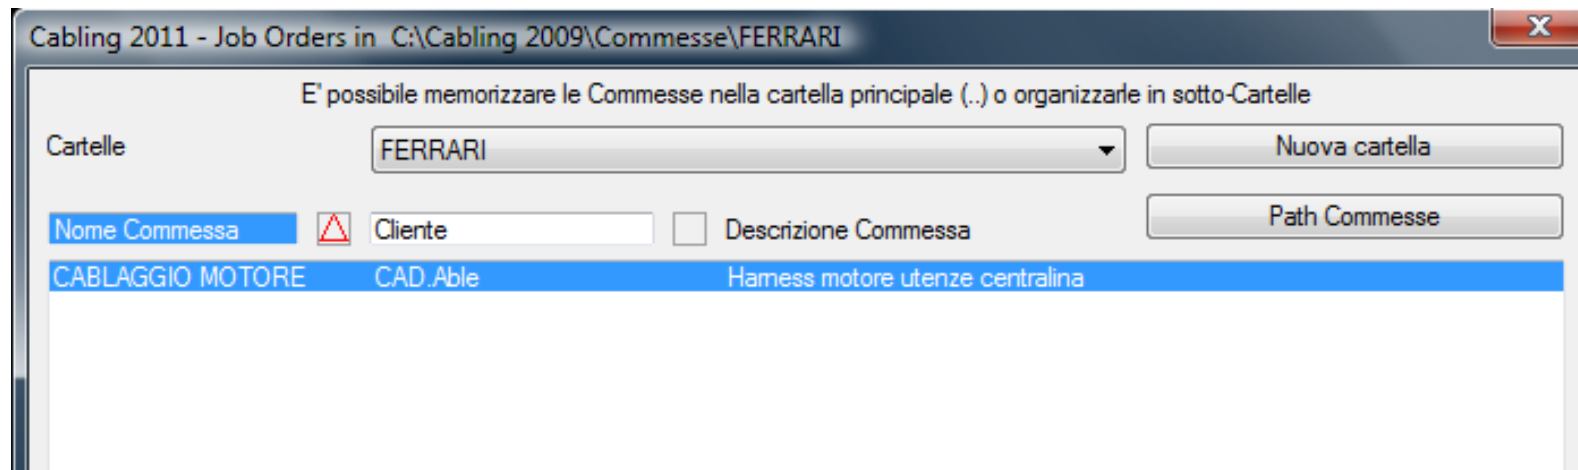 Cabling 2011 - Job Orders in  C:\Cabling 2009\Commesse\FERRARI
E' possibile memorizzare le Commesse nella cartella principale (..) o organizzarle in sotto-Cartelle
Cartelle FERRARI Nuova cartella
Path Commesse
Nome Commessa Cliente Descrizione Commessa
CABLAGGIO MOTORE CAD.Able Harness motore utenze centralina